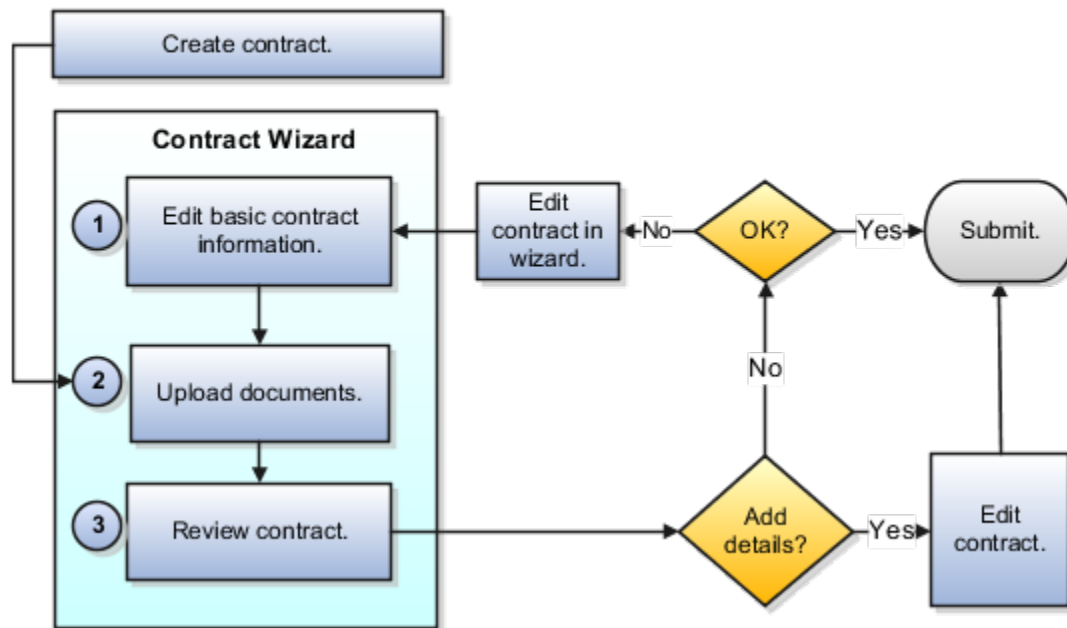 Create contract.
Contract Wizard
1
Edit basic contract
information.
Edit
contract in
wizard.
No
OK?
Yes
Submit.
2
Upload documents.
No
3
Review contract.
Add
details?
Yes
Edit
contract.